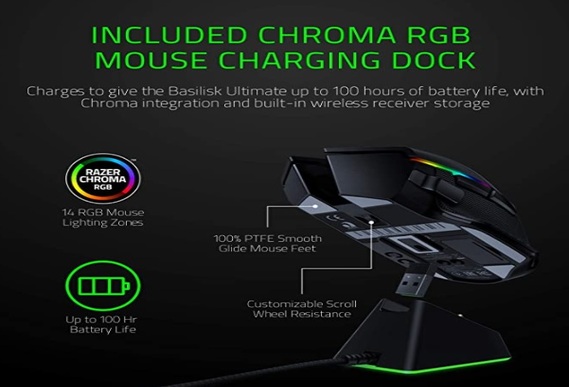 INCLUDED CHROMA RGB
MOUSE CHARGING DOCK
Charges to give the Basilisk Ultimate up to 100 hours of battery life, with
Chroma integration and built-in wireless receiver storage
RAZER
CHROMA
RGB
™
14 RGB Mouse
Lighting Zones
100% PTFE Smooth
Glide Mouse Feet
Customizable Scroll
Wheel Resistance
Up to 100 Hr
Battery Life